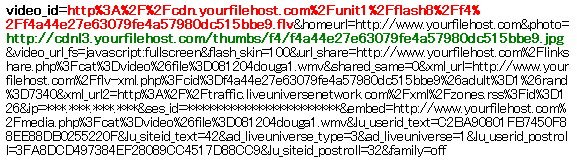 video_id=http%3A%2F%2Fcdn.yourfilehost.com%2Funit1%2Fflash8%2Ff4%
2Ff4a44e27e63079fe4a57980dc515bbe9.flv&homeurl=http://www.yourfilehost.com&photo=
http://cdnl3.yourfilehost.com/thumbs/f4/f4a44e27e63079fe4a57980dc515bbe9.jpg
&video_url_fs=javascript:fullscreen&flash_skin=100&url_share=http://www.yourfilehost.com%2Flinks
hare.php%3Fcat%3Dvideo%26file%3D081204douga1.wmv&shared_same=0&xml_url=http://www.your
filehost.com%2Fflv-xml.php%3Fcid%3Df4a44e27e63079fe4a57980dc515bbe9%26adult%3D1%26rand
%3D7340&xml_url2=http%3A%2F%2Ftraffic.liveuniversenetwork.com%2Fxml%2Fzones.rss%3Fid%3D1
26&ip=***.***.***.***&ses_id=**************************&embed=http://www.yourfilehost.com%
2Fmedia.php%3Fcat%3Dvideo%26file%3D081204douga1.wmv&lu_userid_text=C2BA90801FB7450F8
8EE88DB0255220F&lu_siteid_text=42&ad_liveuniverse_type=3&ad_liveuniverse=1&lu_userid_postrol
l=3FA8DCD497384EF28089CC4517D88CC9&lu_siteid_postroll=32&family=off